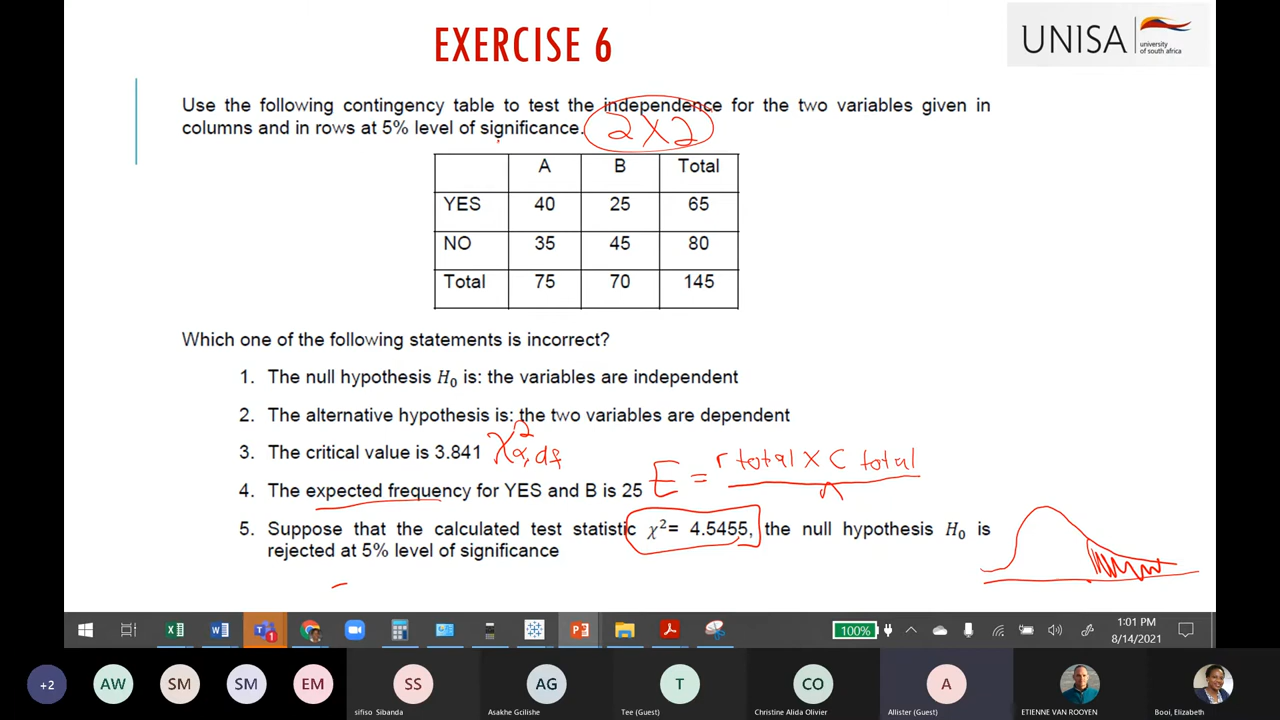 EXERCISE 6
UNISA university of south africa
Use the following contingency table to test the independence for the two variables given in
columns and in rows at 5% level of significance.
2 X 2
A B Total
YES 40 25 65
NO 35 45 80
Total 75 70 145
Which one of the following statements is incorrect?
1. The null hypothesis H₀ is: the variables are independent
2. The alternative hypothesis is: the two variables are dependent
3. The critical value is 3.841 χ²α, df
4. The expected frequency for YES and B is 25
E = r total X C total
n
5. Suppose that the calculated test statistic χ²= 4.5455, the null hypothesis H₀ is
rejected at 5% level of significance
1
100%
1:01 PM
8/14/2021
+2 AW SM SM EM SS AG T CO A
sifiso Sibanda Asakhe Gcilishe Tee (Guest) Christine Alida Olivier Allister (Guest) ETIENNE VAN ROOYEN Booi, Elizabeth